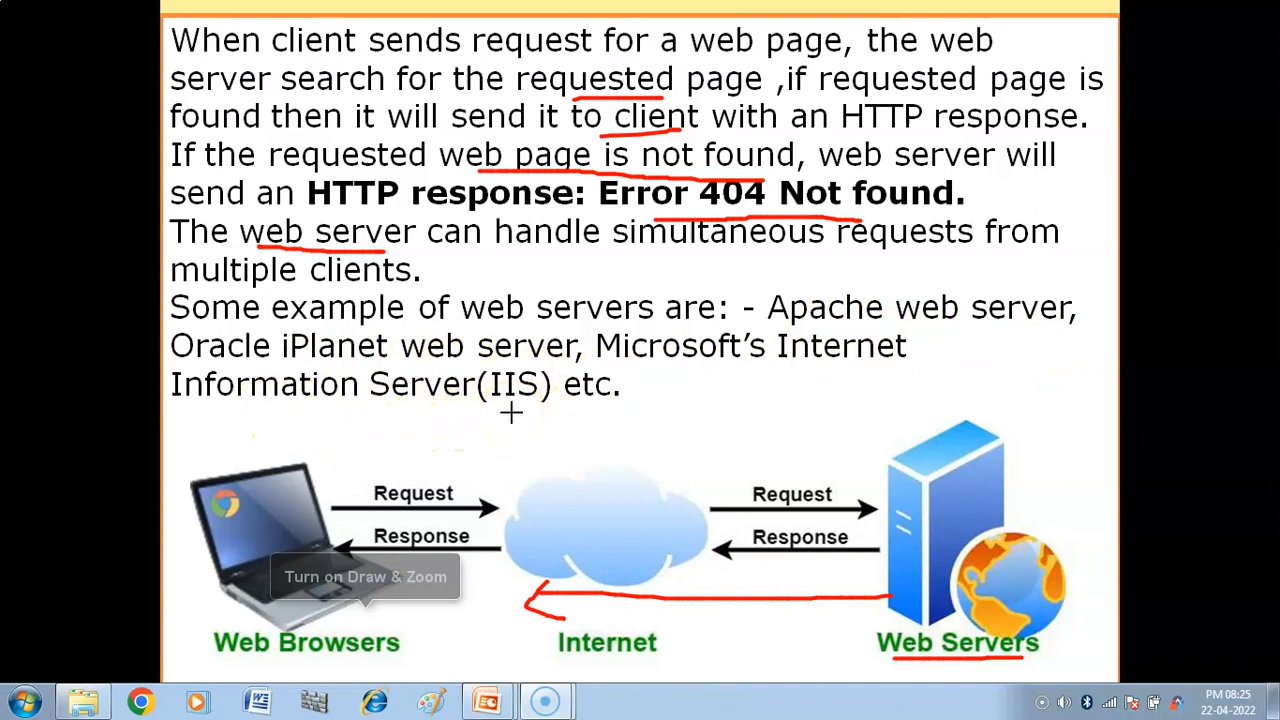 When client sends request for a web page, the web
server search for the requested page ,if requested page is
found then it will send it to client with an HTTP response.
If the requested web page is not found, web server will
send an HTTP response: Error 404 Not found.
The web server can handle simultaneous requests from
multiple clients.
Some example of web servers are: - Apache web server,
Oracle iPlanet web server, Microsoft’s Internet
Information Server(IIS) etc.
Request
Request
Response
Response
Turn on Draw & Zoom
Web Browsers
Internet
Web Servers
PM 08:25
22-04-2022